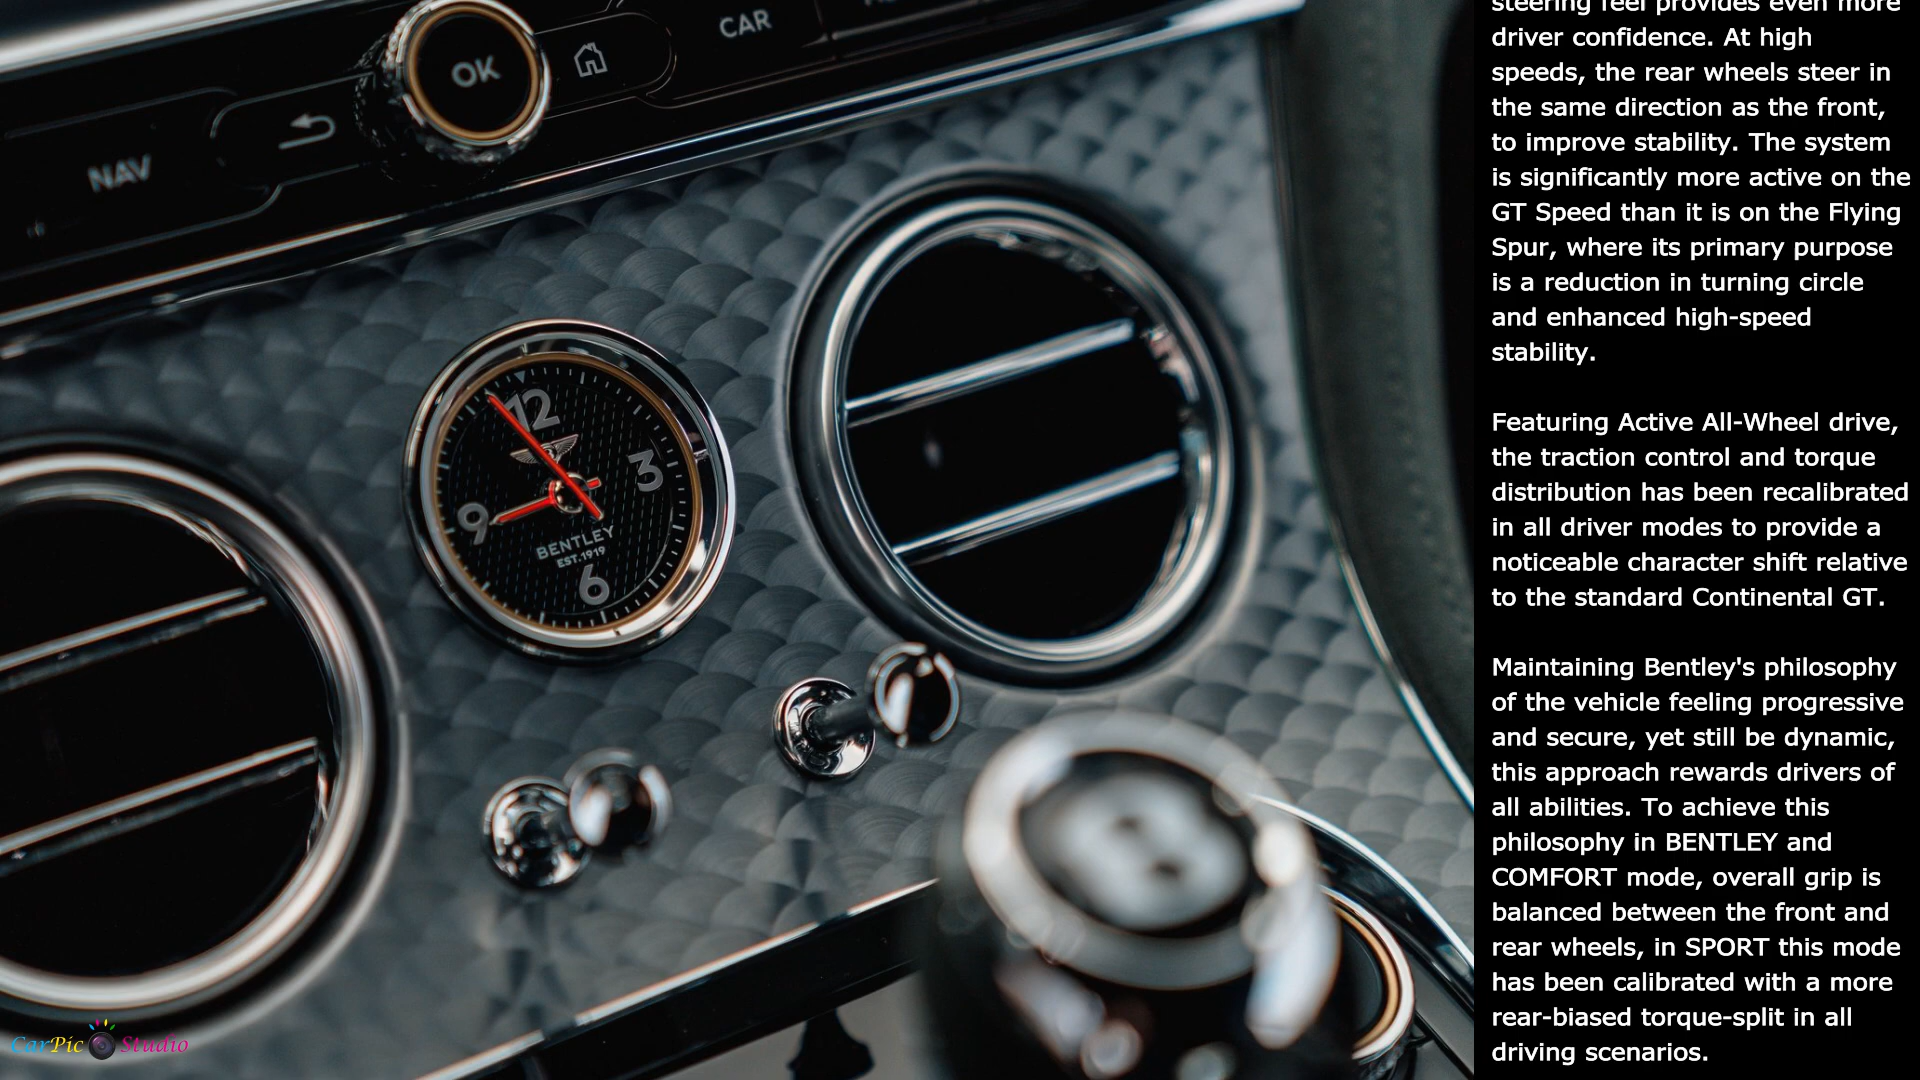 OK
CAR
NAV
12
3
9
BENTLEY
EST.1919
6
CarPic Studio
steering feel provides even more
driver confidence. At high
speeds, the rear wheels steer in
the same direction as the front,
to improve stability. The system
is significantly more active on the
GT Speed than it is on the Flying
Spur, where its primary purpose
is a reduction in turning circle
and enhanced high-speed
stability.
Featuring Active All-Wheel drive,
the traction control and torque
distribution has been recalibrated
in all driver modes to provide a
noticeable character shift relative
to the standard Continental GT.
Maintaining Bentley's philosophy
of the vehicle feeling progressive
and secure, yet still be dynamic,
this approach rewards drivers of
all abilities. To achieve this
philosophy in BENTLEY and
COMFORT mode, overall grip is
balanced between the front and
rear wheels, in SPORT this mode
has been calibrated with a more
rear-biased torque-split in all
driving scenarios.